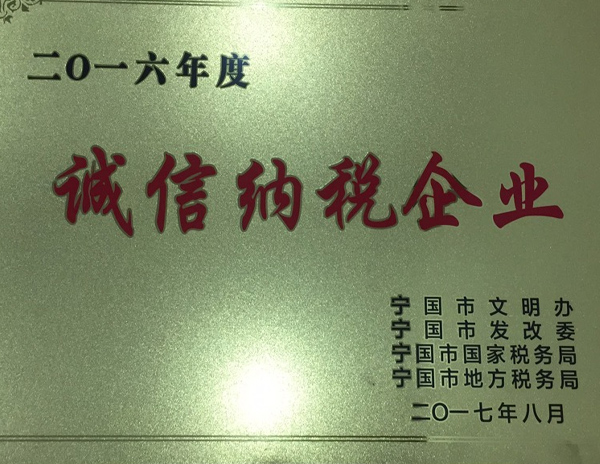 二〇一六年度
诚信纳税企业
宁国市文明办
宁国市发改委
宁国市国家税务局
宁国市地方税务局
二〇一七年八月